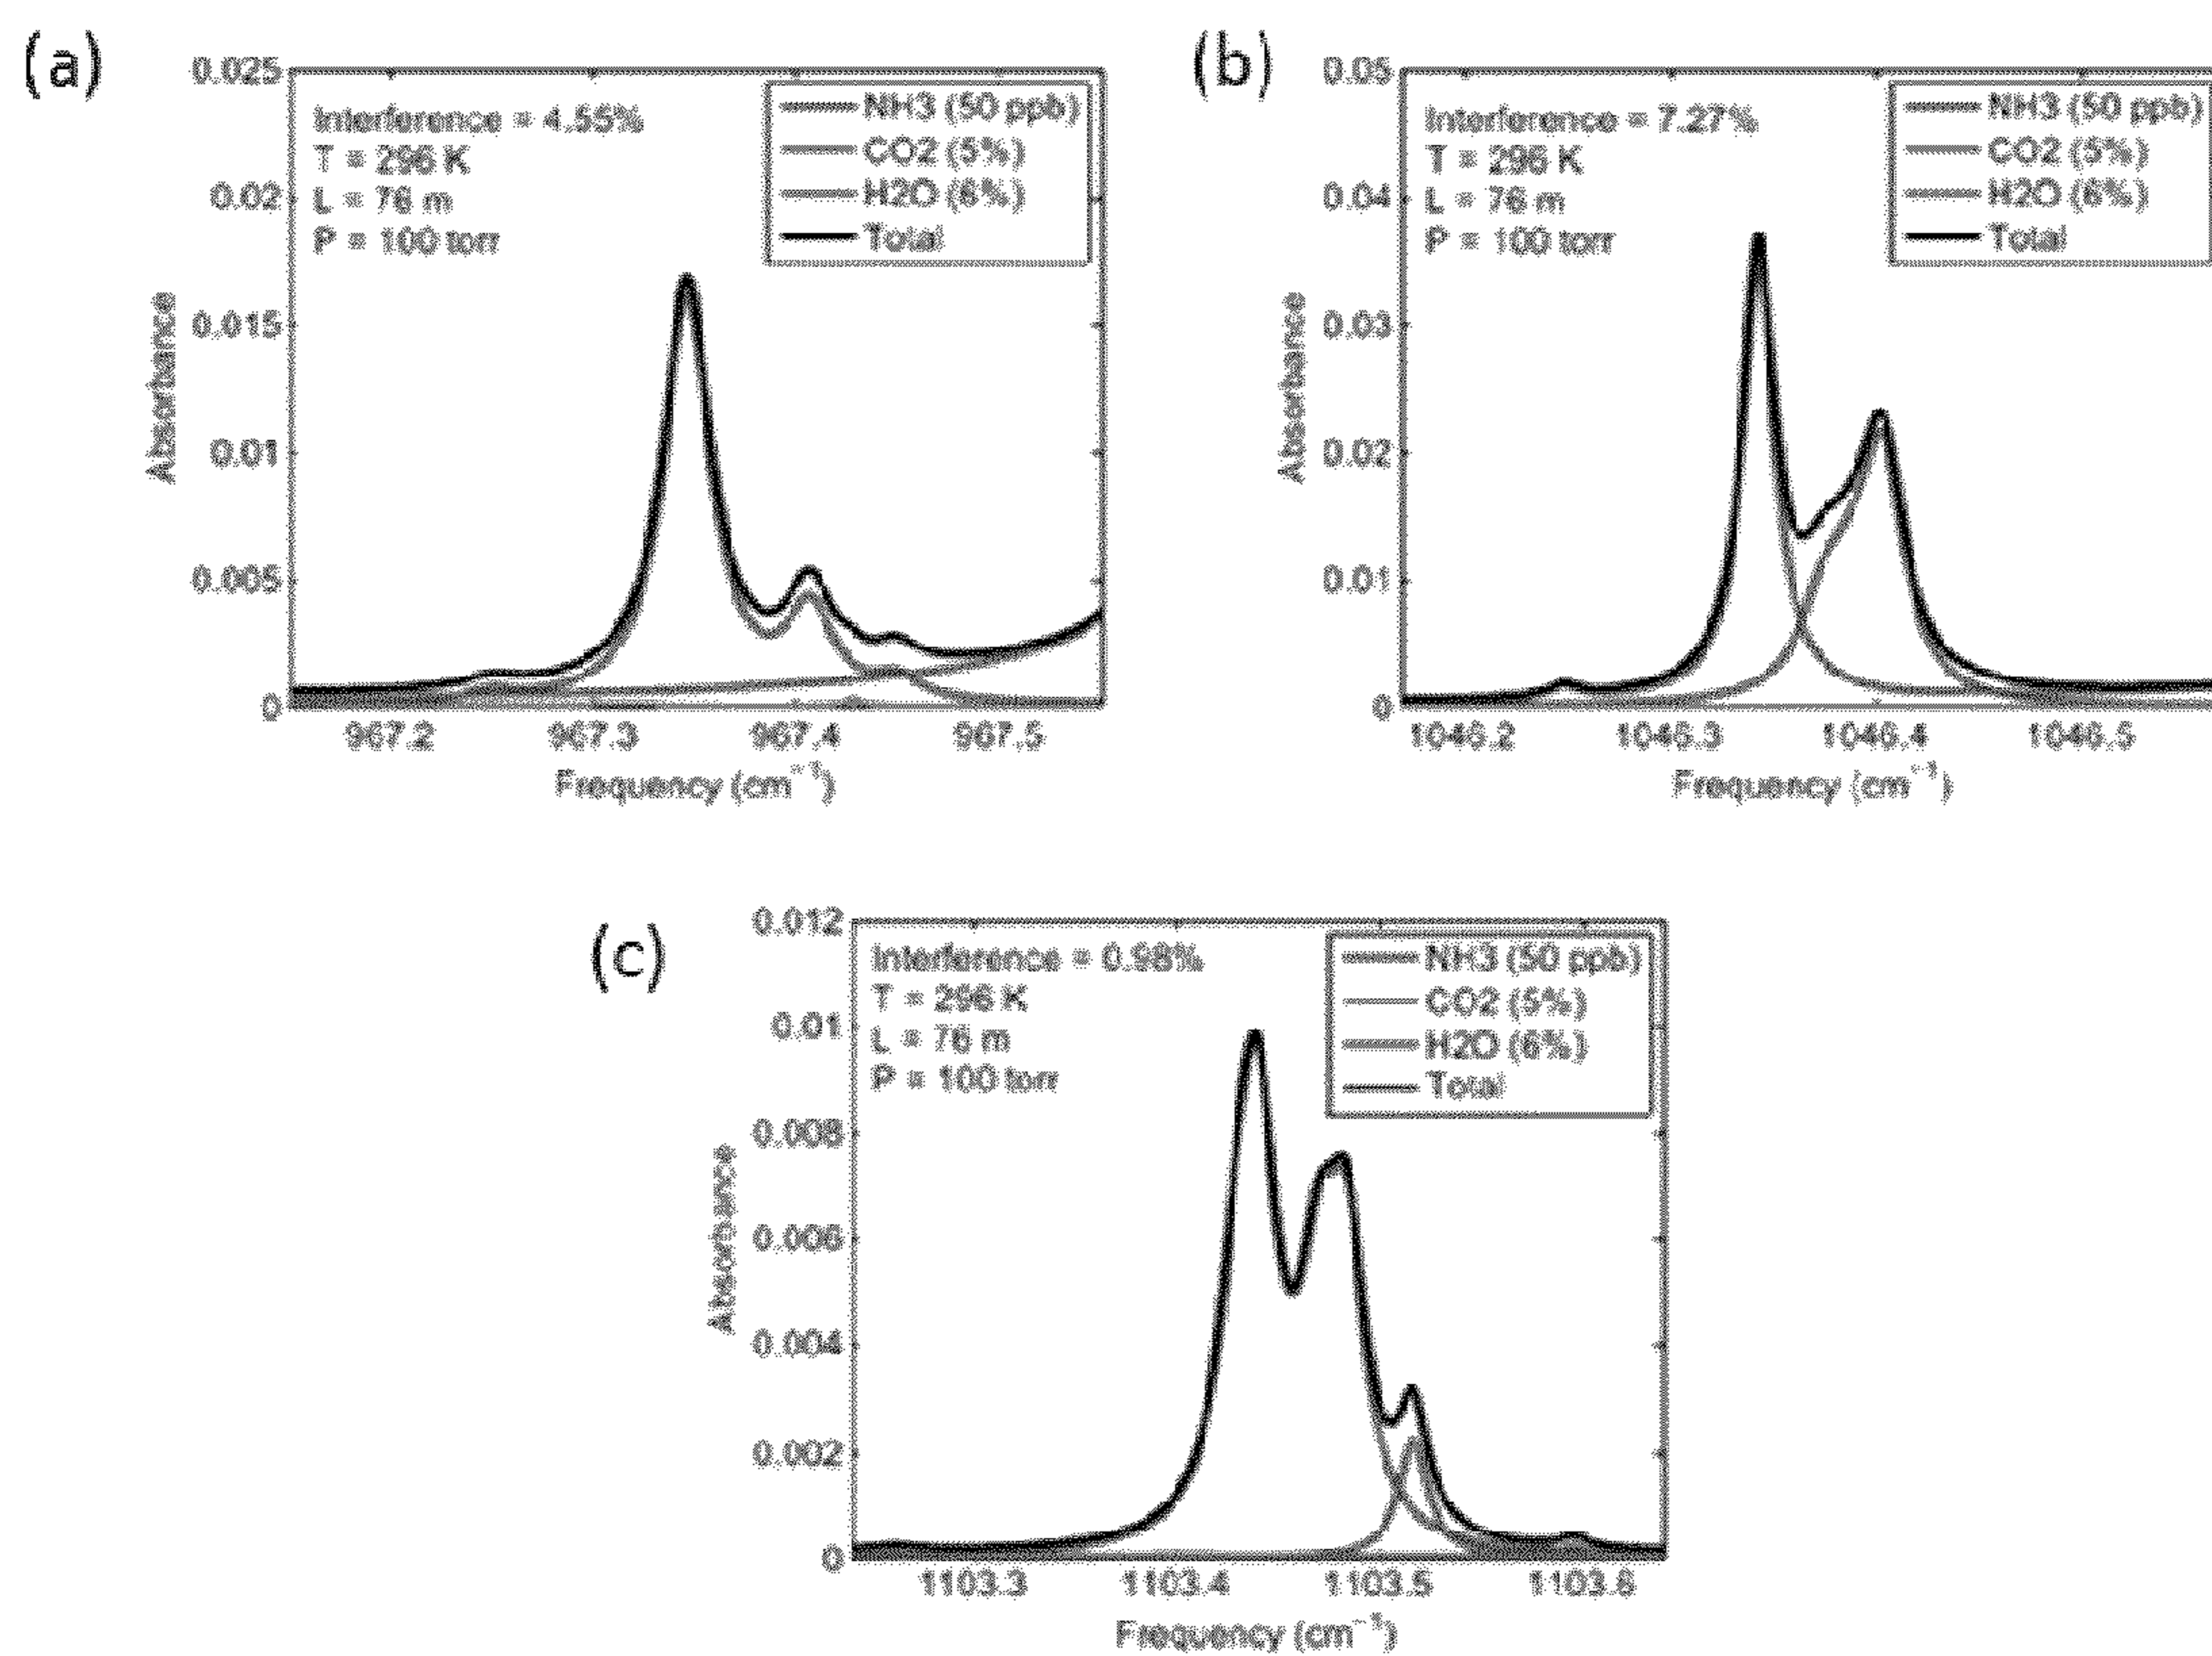 (a)
0.025
0.02
0.015
0.01
0.005
0
Absorbance
Interference = 4.55%
T = 296 K
L = 76 m
P = 100 torr
NH3 (50 ppb)
CO2 (5%)
H2O (6%)
Total
967.2 967.3 967.4 967.5
Frequency (cm⁻¹)
(b)
0.05
0.04
0.03
0.02
0.01
0
Absorbance
Interference = 7.27%
T = 296 K
L = 76 m
P = 100 torr
NH3 (50 ppb)
CO2 (5%)
H2O (6%)
Total
1046.2 1046.3 1046.4 1046.5
Frequency (cm⁻¹)
(c)
0.012
0.01
0.008
0.006
0.004
0.002
0
Absorbance
Interference = 0.98%
T = 296 K
L = 76 m
P = 100 torr
NH3 (50 ppb)
CO2 (5%)
H2O (6%)
Total
1103.3 1103.4 1103.5 1103.6
Frequency (cm⁻¹)